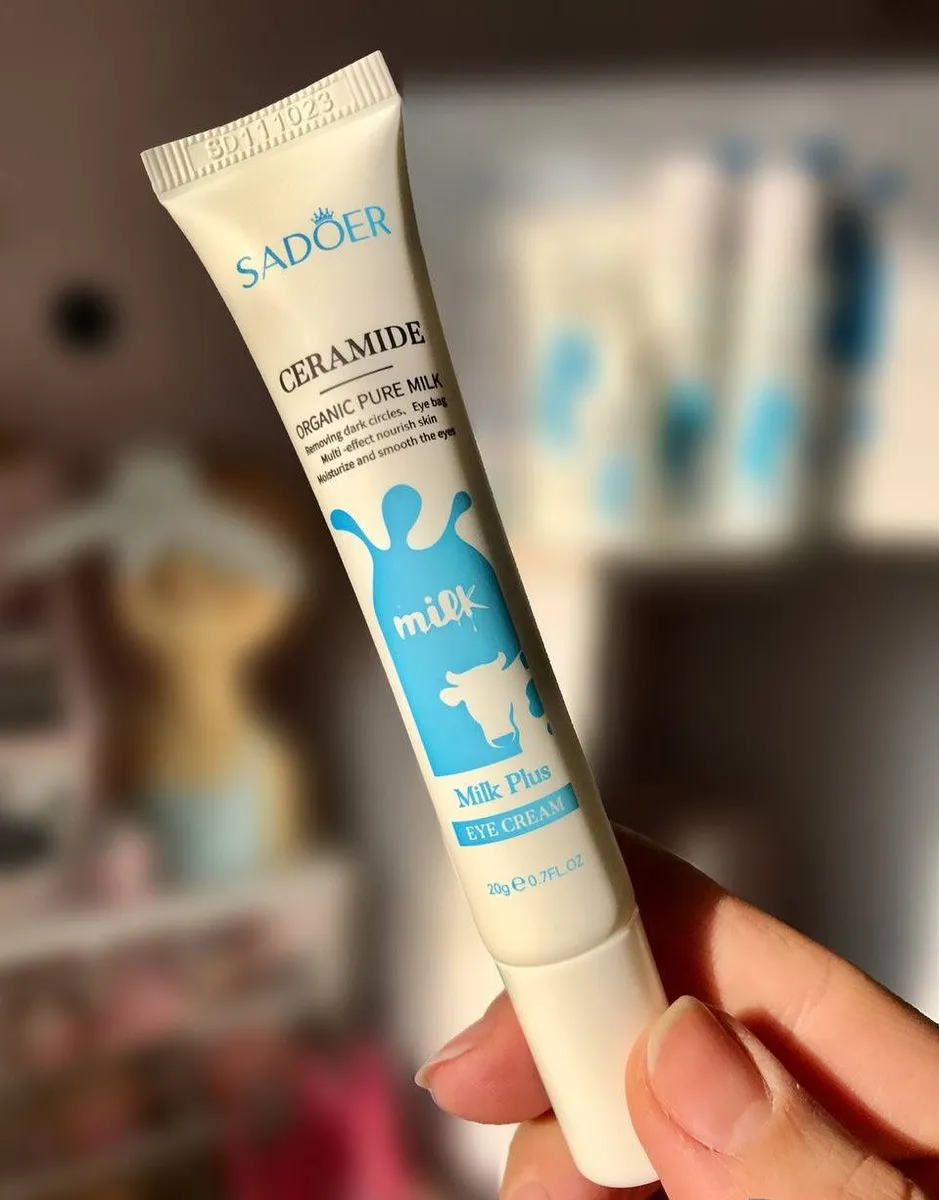 SD111023
SADOER
CERAMIDE
ORGANIC PURE MILK
Removing dark circles、Eye bag
Multi -effect nourish skin
Moisturize and smooth the eyes
milk
Milk Plus
EYE CREAM
20g e 0.7FL.OZ